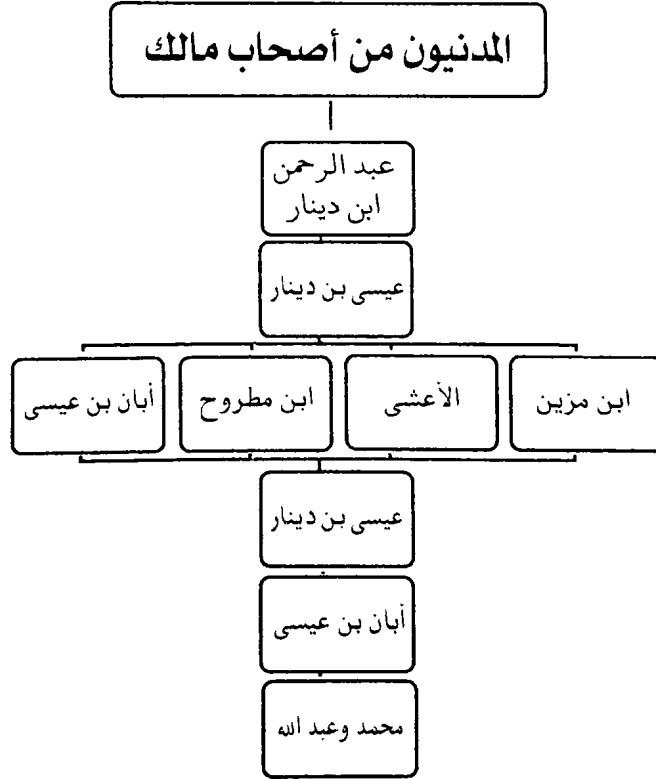 المدنيون من أصحاب مالك
عبد الرحمن
ابن دينار
عيسى بن دينار
ابن مزين
الأعشى
ابن مطروح
أبان بن عيسى
عيسى بن دينار
أبان بن عيسى
محمد وعبد الله